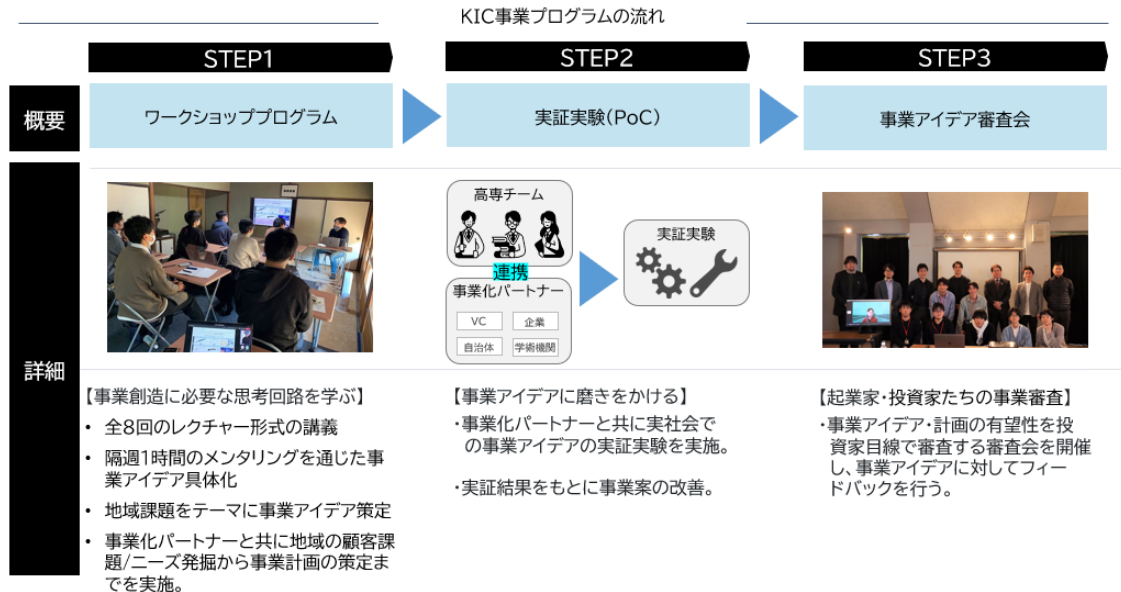 KIC事業プログラムの流れ
STEP1
STEP2
STEP3
概要
ワークショッププログラム
実証実験(PoC)
事業アイデア審査会
詳細
高専チーム
連携
事業化パートナー
VC
企業
自治体
学術機関
実証実験
【事業創造に必要な思考回路を学ぶ】
• 全8回のレクチャー形式の講義
• 隔週1時間のメンタリングを通じた事
業アイデア具体化
• 地域課題をテーマに事業アイデア策定
• 事業化パートナーと共に地域の顧客課
題/ニーズ発掘から事業計画の策定ま
でを実施。
【事業アイデアに磨きをかける】
・事業化パートナーと共に実社会で
の事業アイデアの実証実験を実施。
・実証結果をもとに事業案の改善。
【起業家・投資家たちの事業審査】
・事業アイデア・計画の有望性を投
資家目線で審査する審査会を開催
し、事業アイデアに対してフィー
ドバックを行う。